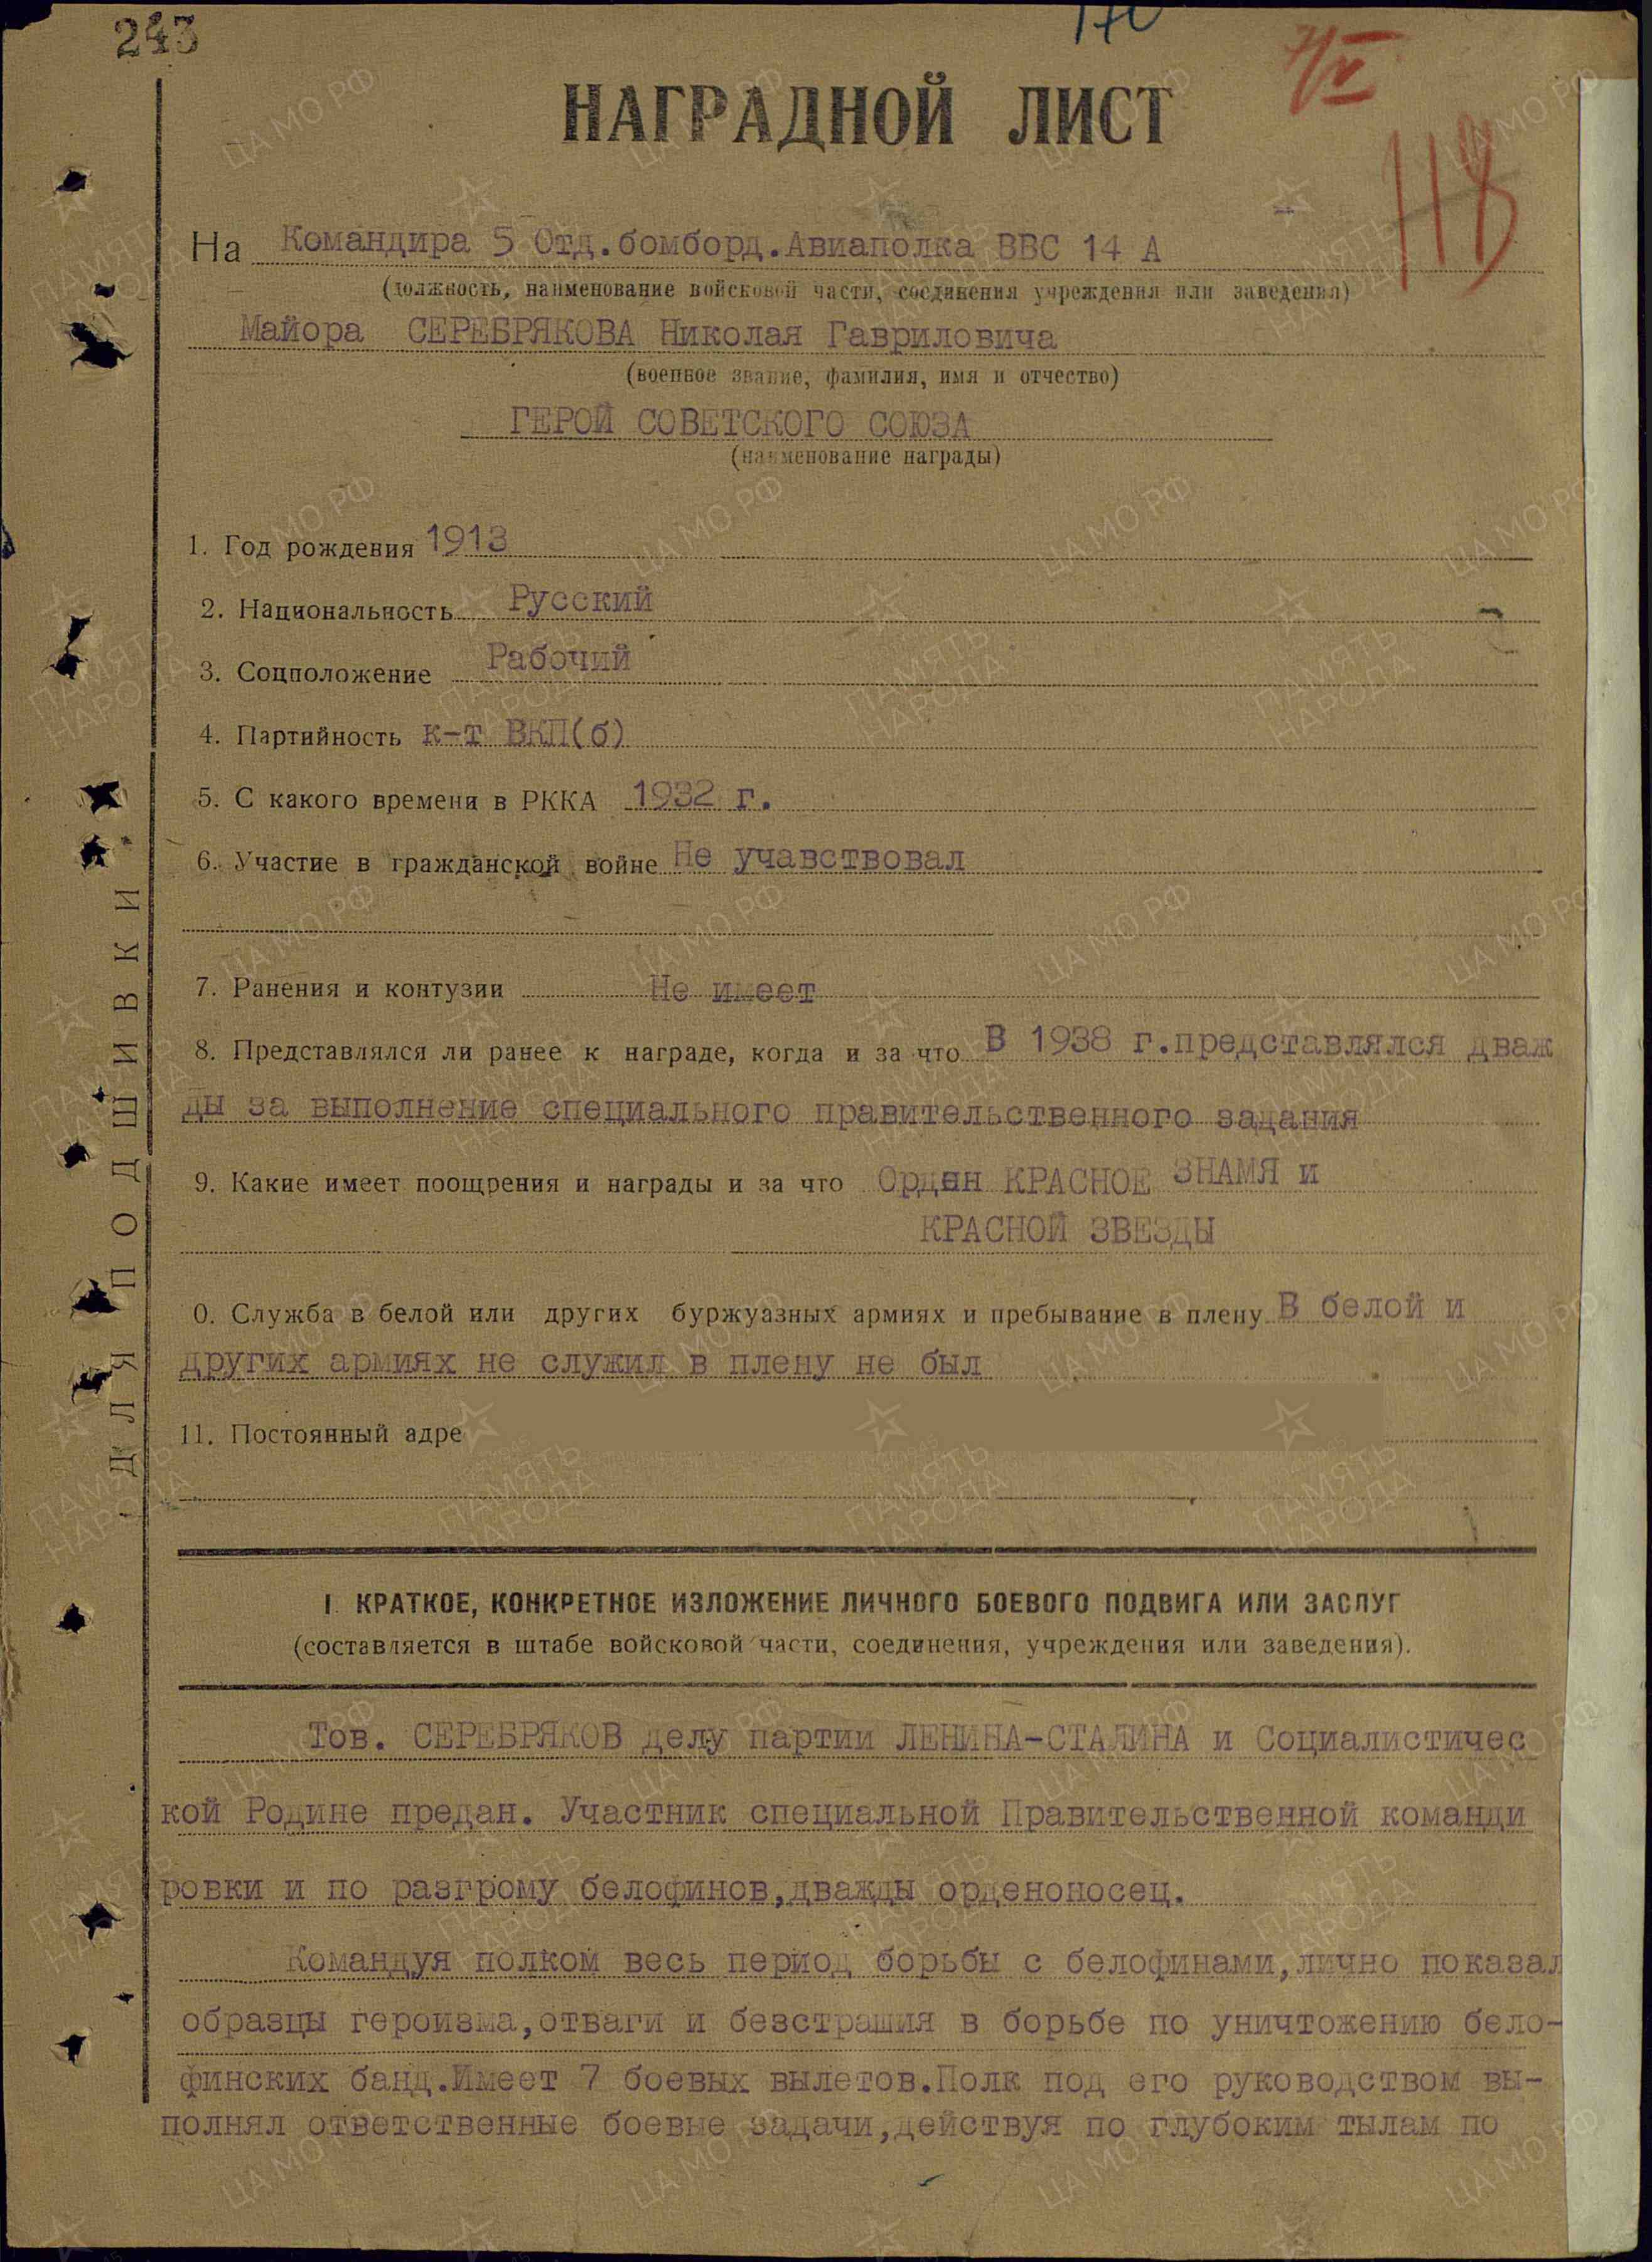 243
170
7/V
118
НАГРАДНОЙ ЛИСТ
На Командира 5 Отд.бомборд.Авиаполка ВВС 14 А
(должность, наименование войсковой части, соединения учреждения или заведения)
Майора СЕРЕБРЯКОВА Николая Гавриловича
(военное звание, фамилия, имя и отчество)
ГЕРОЙ СОВЕТСКОГО СОЮЗА
(наименование награды)
1. Год рождения 1913
2. Национальность Русский
3. Соцположение Рабочий
4. Партийность к-т ВКП(б)
5. С какого времени в РККА 1932 г.
6. Участие в гражданской войне Не учавствовал
7. Ранения и контузии Не имеет
8. Представлялся ли ранее к награде, когда и за что В 1938 г.представлялся дваж
ды за выполнение специального правительственного задания
9. Какие имеет поощрения и награды и за что Орден КРАСНОЕ ЗНАМЯ и
КРАСНОЙ ЗВЕЗДЫ
0. Служба в белой или других буржуазных армиях и пребывание в плену В белой и
других армиях не служил в плену не был
11. Постоянный адре
I. КРАТКОЕ, КОНКРЕТНОЕ ИЗЛОЖЕНИЕ ЛИЧНОГО БОЕВОГО ПОДВИГА ИЛИ ЗАСЛУГ
(составляется в штабе войсковой части, соединения, учреждения или заведения).
Тов. СЕРЕБРЯКОВ делу партии ЛЕНИНА-СТАЛИНА и Социалистичес
кой Родине предан. Участник специальной Правительственной команди
ровки и по разгрому белофинов,дважды орденоносец.
Командуя полком весь период борьбы с белофинами,лично показал
образцы героизма,отваги и безстрашия в борьбе по уничтожению бело-
финских банд.Имеет 7 боевых вылетов.Полк под его руководством вы-
полнял ответственные боевые задачи,действуя по глубоким тылам по
ДЛЯ ПОДШИВКИ
ЦА МО РФ
ПАМЯТЬ НАРОДА